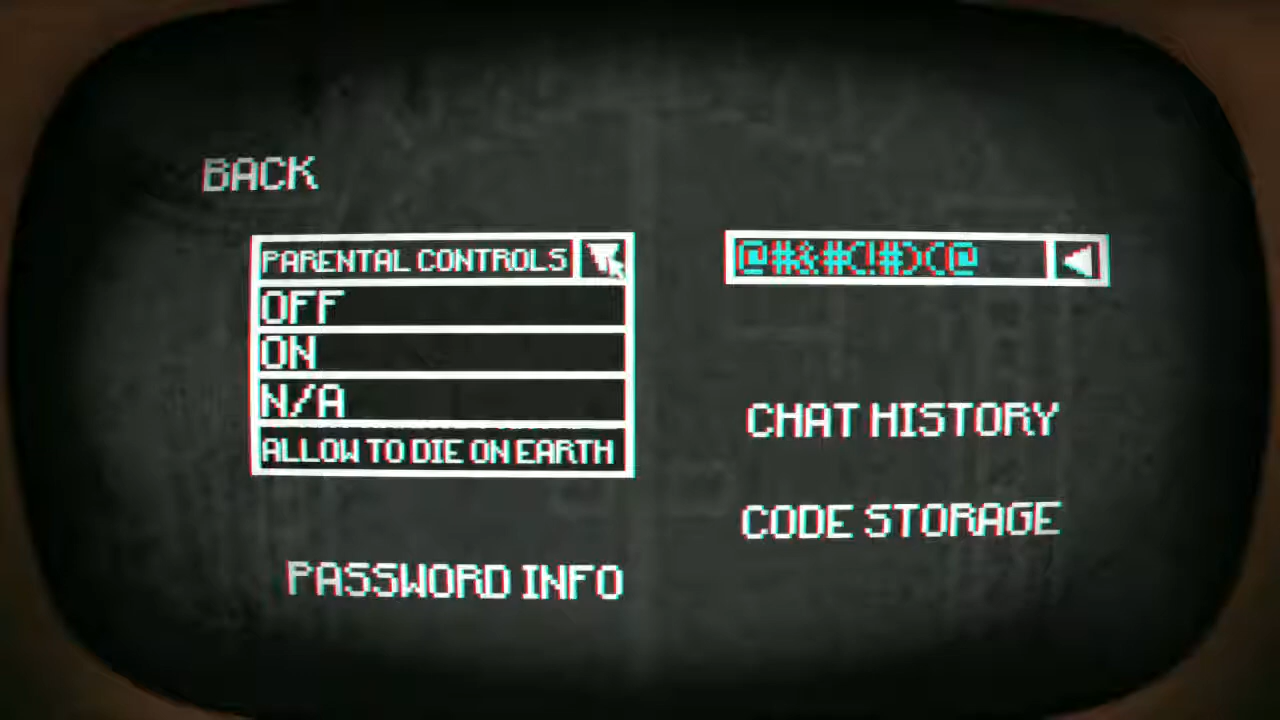 BACK
PARENTAL CONTROLS
OFF
ON
N/A
ALLOW TO DIE ON EARTH
PASSWORD INFO
@#&#(!#)(@
CHAT HISTORY
CODE STORAGE